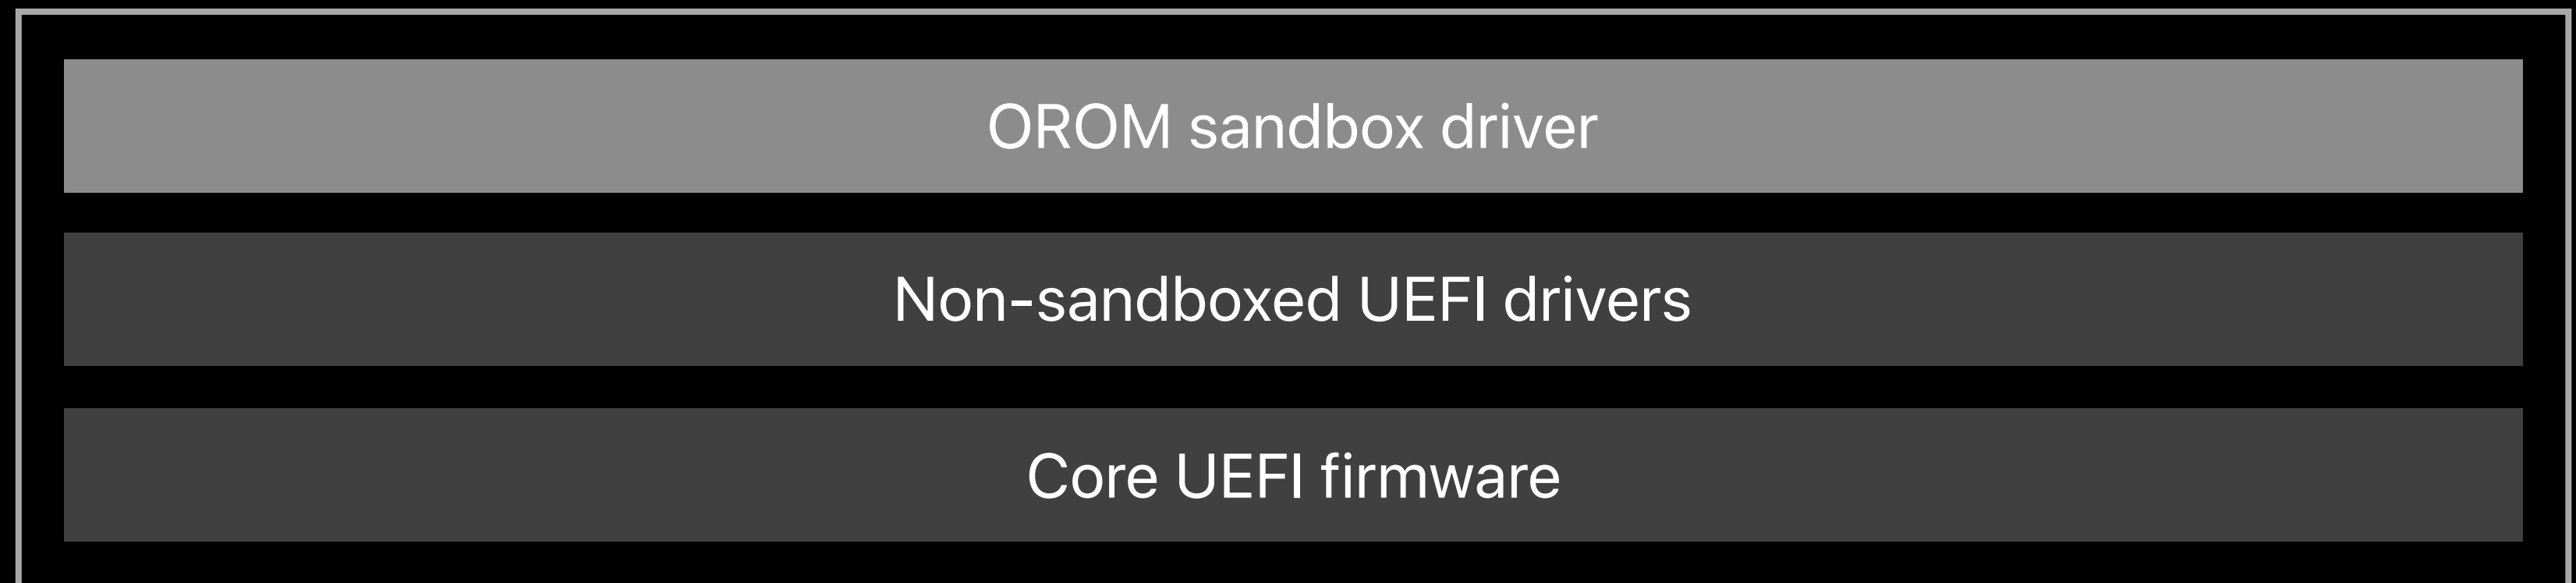 OROM sandbox driver
Non-sandboxed UEFI drivers
Core UEFI firmware